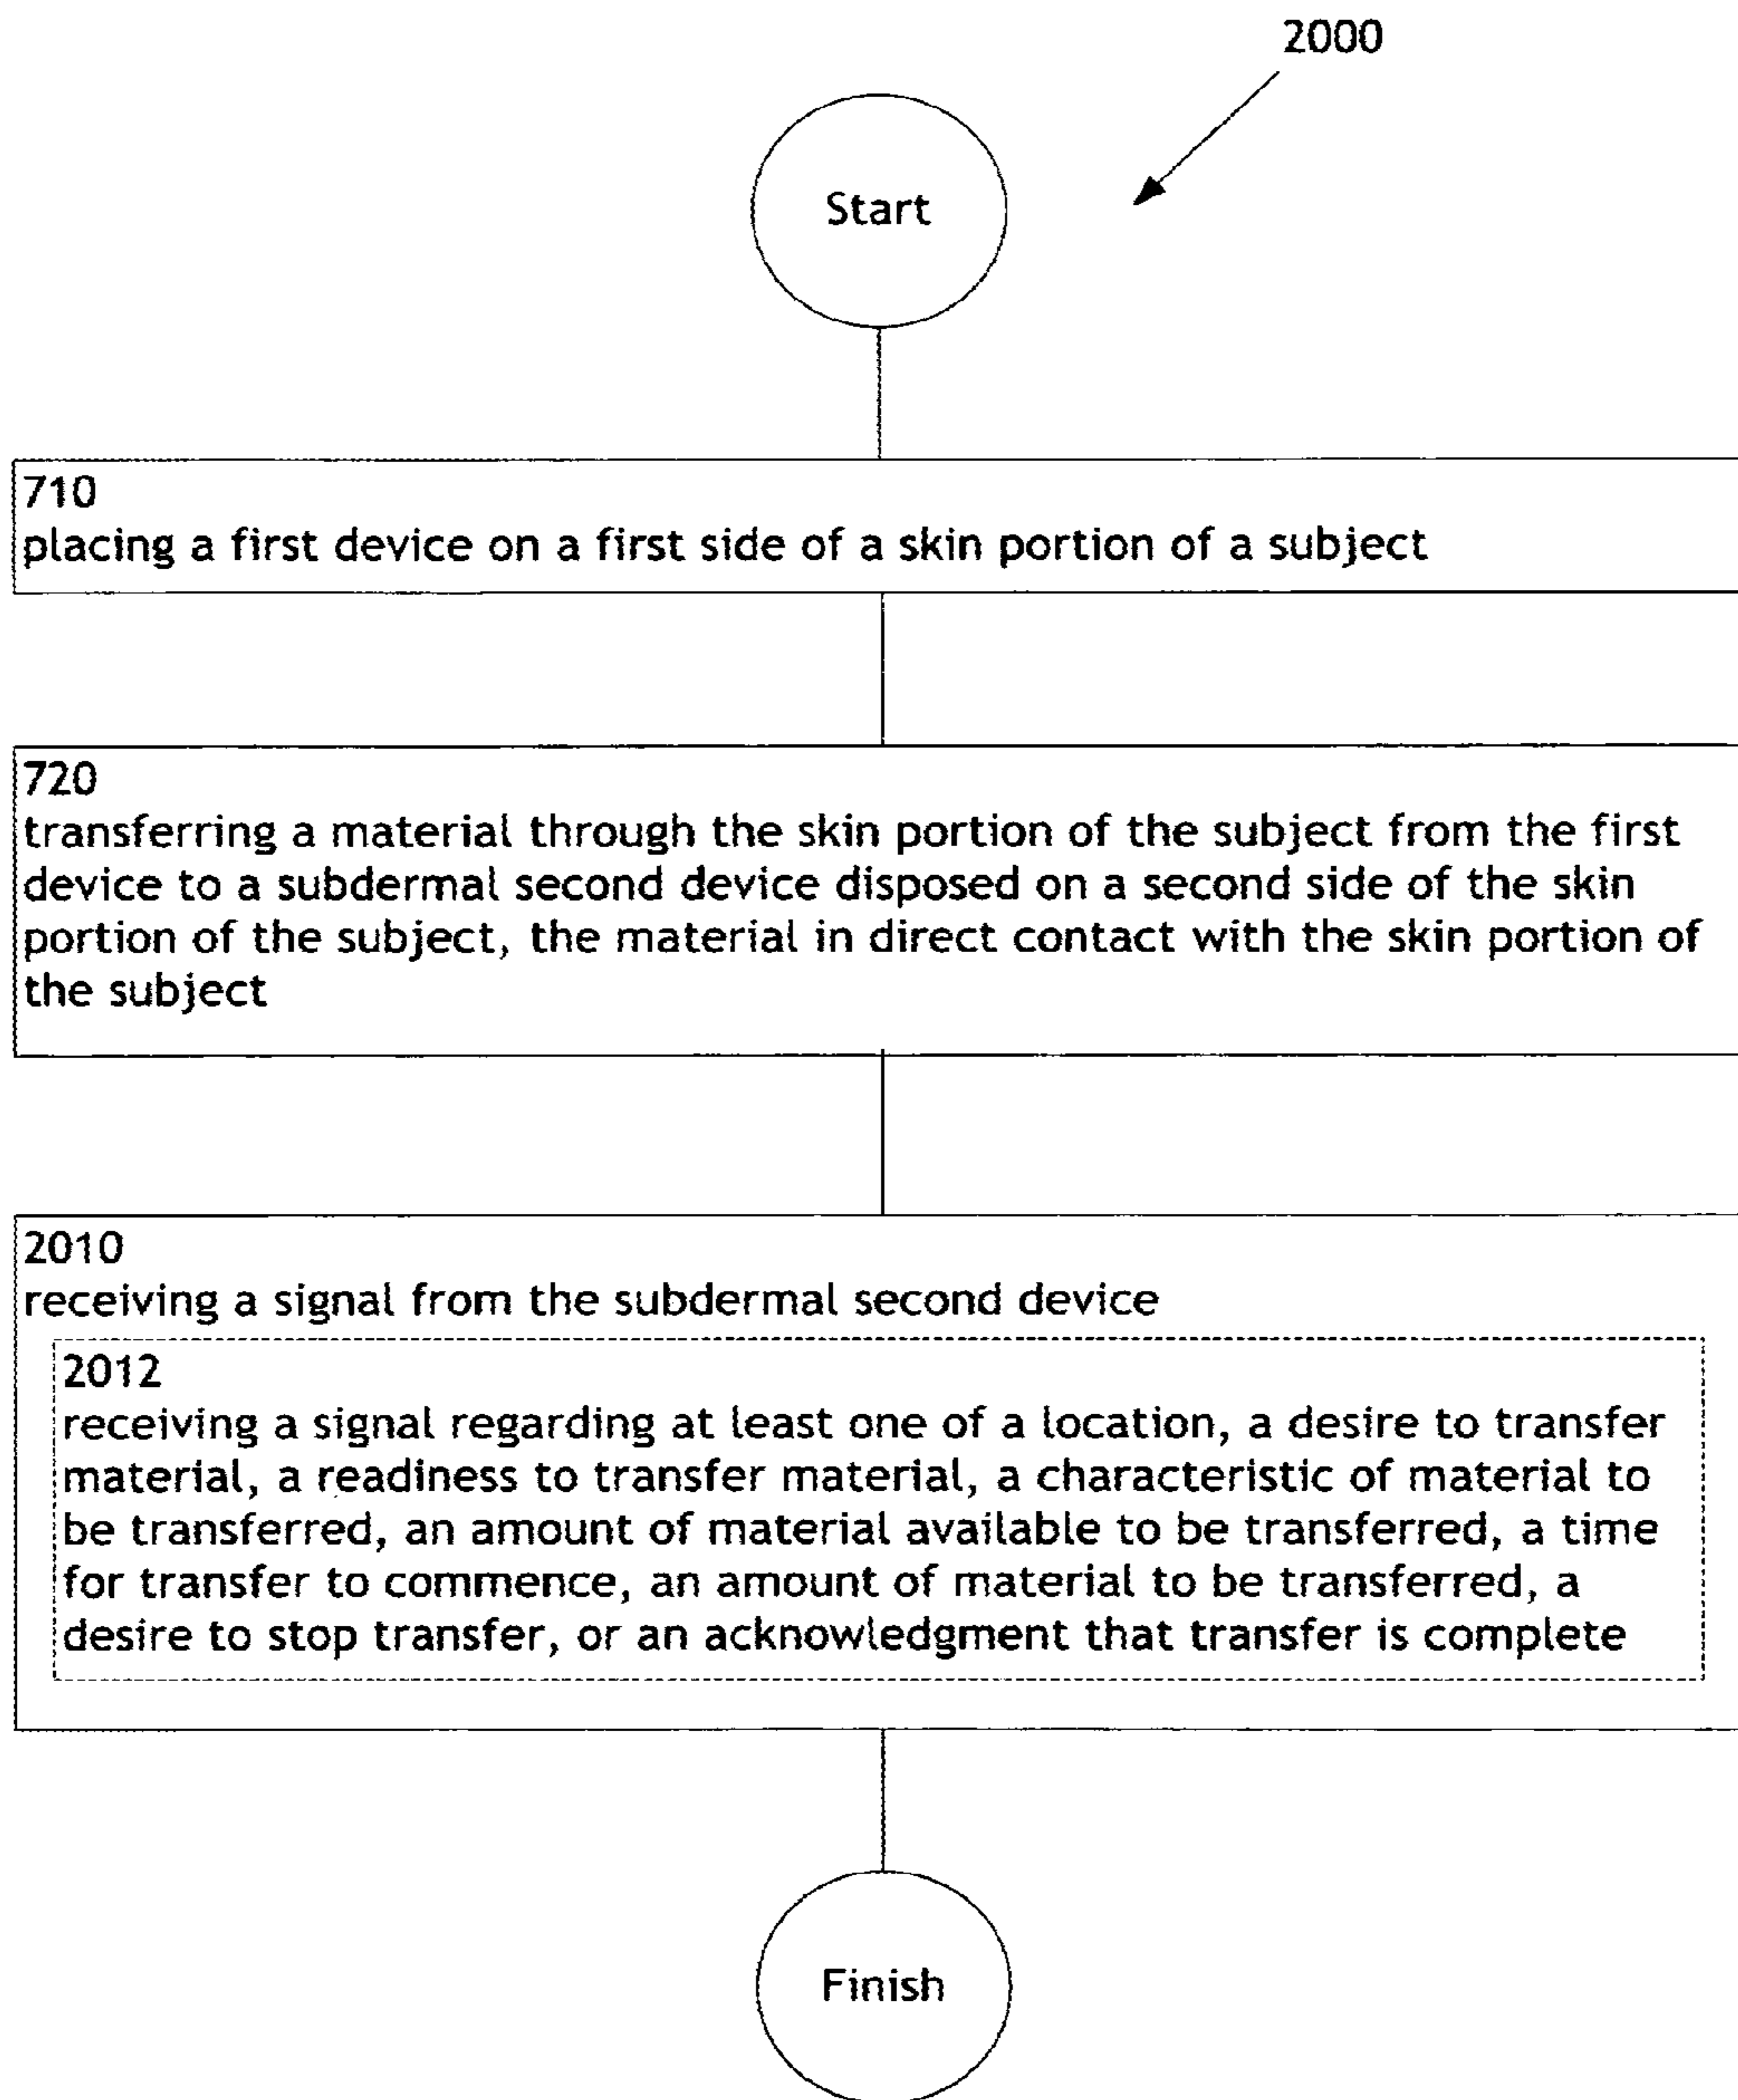 2000
Start
710
placing a first device on a first side of a skin portion of a subject
720
transferring a material through the skin portion of the subject from the first
device to a subdermal second device disposed on a second side of the skin
portion of the subject, the material in direct contact with the skin portion of
the subject
2010
receiving a signal from the subdermal second device
2012
receiving a signal regarding at least one of a location, a desire to transfer
material, a readiness to transfer material, a characteristic of material to
be transferred, an amount of material available to be transferred, a time
for transfer to commence, an amount of material to be transferred, a
desire to stop transfer, or an acknowledgment that transfer is complete
Finish